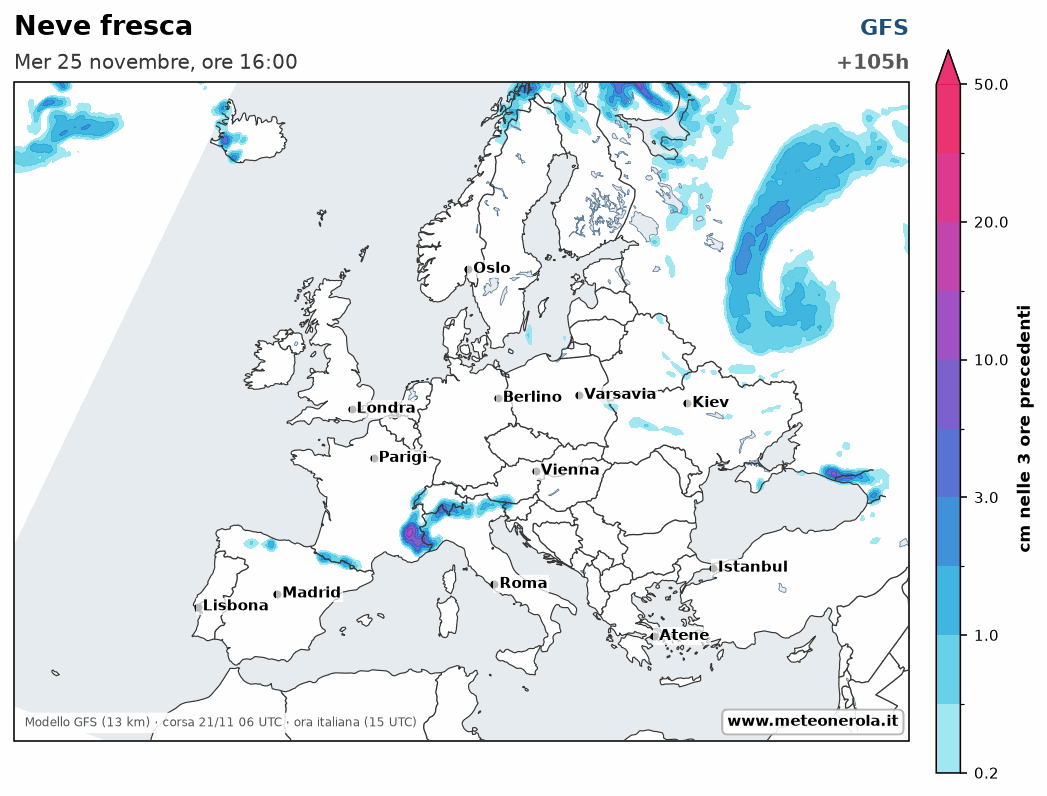 Neve fresca
GFS
Mer 25 novembre, ore 16:00
+105h
50.0
20.0
10.0
3.0
1.0
0.2
cm nelle 3 ore precedenti
Oslo
Londra
Berlino
Varsavia
Kiev
Parigi
Vienna
Istanbul
Roma
Madrid
Lisbona
Atene
Modello GFS (13 km) · corsa 21/11 06 UTC · ora italiana (15 UTC)
www.meteonerola.it